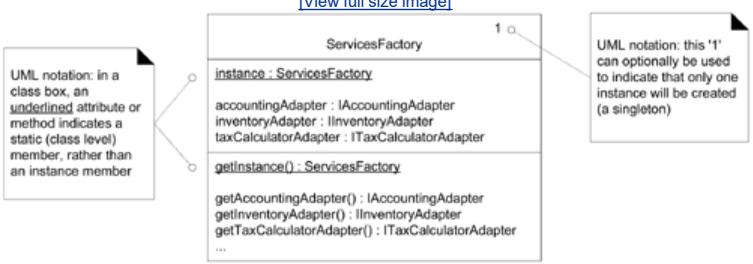 [View full size image]
1
ServicesFactory
UML notation: in a
class box, an
underlined attribute or
method indicates a
static (class level)
member, rather than
an instance member
instance : ServicesFactory
accountingAdapter : IAccountingAdapter
inventoryAdapter : IInventoryAdapter
taxCalculatorAdapter : ITaxCalculatorAdapter
getInstance() : ServicesFactory
getAccountingAdapter() : IAccountingAdapter
getInventoryAdapter() : IInventoryAdapter
getTaxCalculatorAdapter() : ITaxCalculatorAdapter
...
UML notation: this '1'
can optionally be used
to indicate that only one
instance will be created
(a singleton)